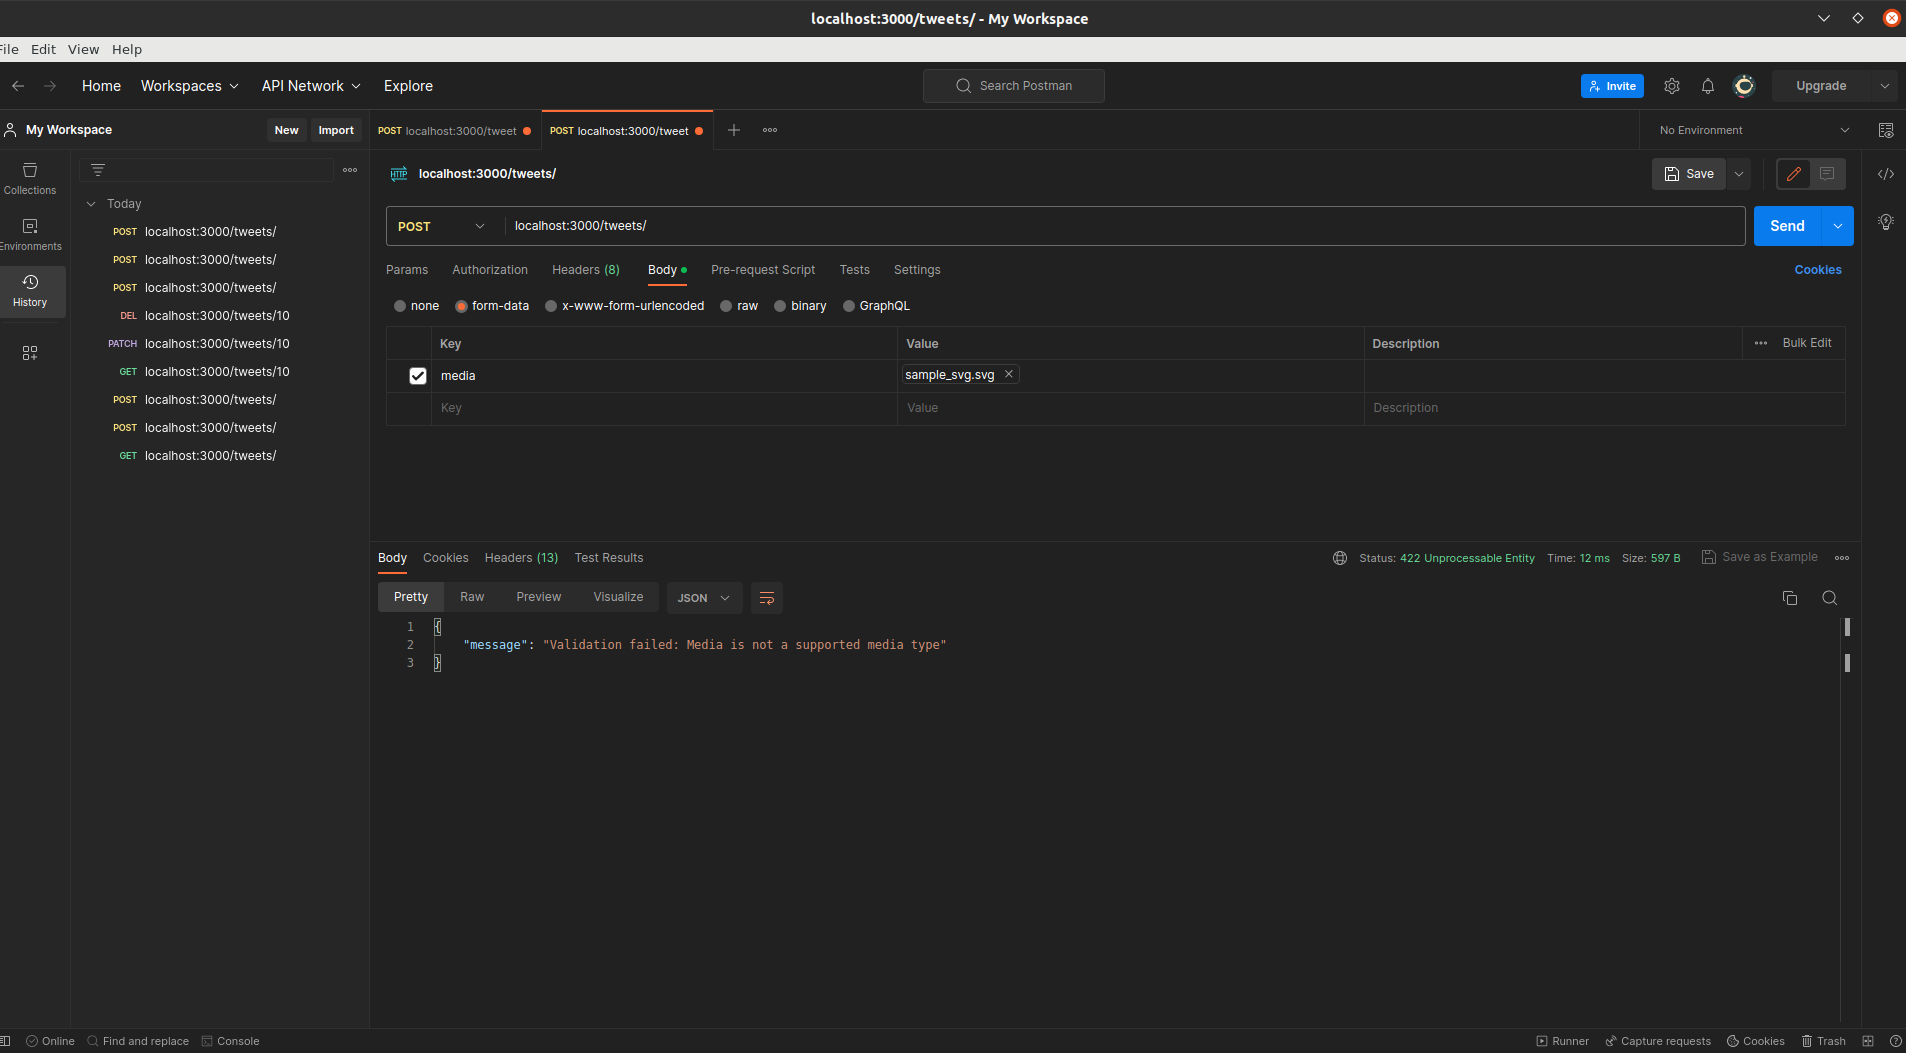 localhost:3000/tweets/ - My Workspace
File Edit View Help
Home Workspaces API Network Explore Search Postman Invite Upgrade
My Workspace New Import POST localhost:3000/tweet POST localhost:3000/tweet No Environment
Collections
Environments
History
Today
POST localhost:3000/tweets/
POST localhost:3000/tweets/
POST localhost:3000/tweets/
DEL localhost:3000/tweets/10
PATCH localhost:3000/tweets/10
GET localhost:3000/tweets/10
POST localhost:3000/tweets/
POST localhost:3000/tweets/
GET localhost:3000/tweets/
HTTP localhost:3000/tweets/ Save
POST localhost:3000/tweets/ Send
Params Authorization Headers (8) Body Pre-request Script Tests Settings Cookies
none form-data x-www-form-urlencoded raw binary GraphQL
Key Value Description Bulk Edit
media sample_svg.svg
Key Value Description
Body Cookies Headers (13) Test Results Status: 422 Unprocessable Entity Time: 12 ms Size: 597 B Save as Example
Pretty Raw Preview Visualize JSON
1 {
2 "message": "Validation failed: Media is not a supported media type"
3 }
Online Find and replace Console Runner Capture requests Cookies Trash